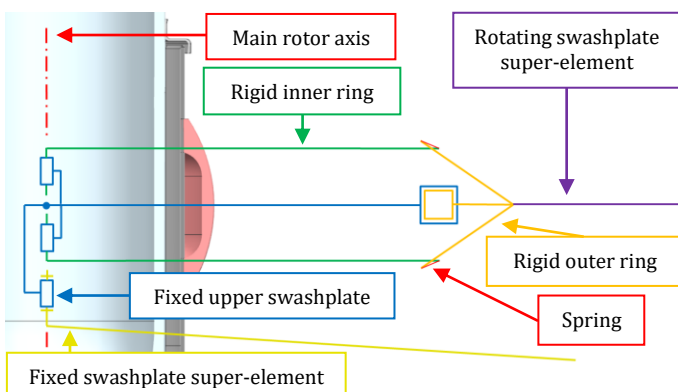 Main rotor axis
Rotating swashplate
super-element
Rigid inner ring
Rigid outer ring
Fixed upper swashplate
Spring
Fixed swashplate super-element